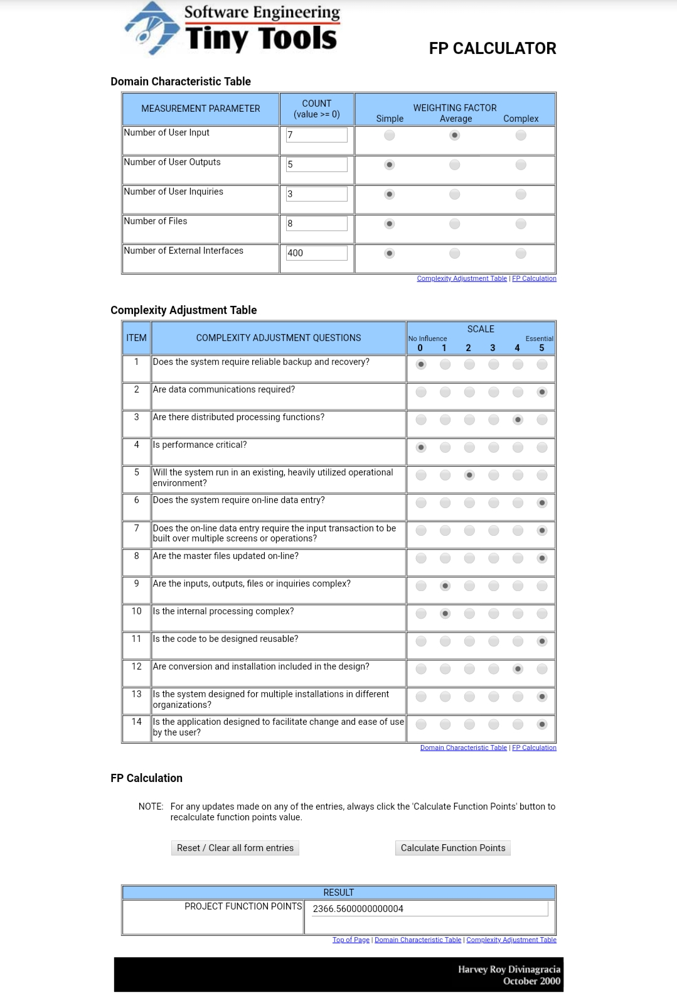 Software Engineering
Tiny Tools
FP CALCULATOR
Domain Characteristic Table
MEASUREMENT PARAMETER
COUNT
(value >= 0)
WEIGHTING FACTOR
Simple Average Complex
Number of User Input 7
Number of User Outputs 5
Number of User Inquiries 3
Number of Files 8
Number of External Interfaces 400
Complexity Adjustment Table | FP Calculation
Complexity Adjustment Table
ITEM COMPLEXITY ADJUSTMENT QUESTIONS
SCALE
No Influence Essential
0 1 2 3 4 5
1 Does the system require reliable backup and recovery?
2 Are data communications required?
3 Are there distributed processing functions?
4 Is performance critical?
5 Will the system run in an existing, heavily utilized operational
environment?
6 Does the system require on-line data entry?
7 Does the on-line data entry require the input transaction to be
built over multiple screens or operations?
8 Are the master files updated on-line?
9 Are the inputs, outputs, files or inquiries complex?
10 Is the internal processing complex?
11 Is the code to be designed reusable?
12 Are conversion and installation included in the design?
13 Is the system designed for multiple installations in different
organizations?
14 Is the application designed to facilitate change and ease of use
by the user?
Domain Characteristic Table | FP Calculation
FP Calculation
NOTE: For any updates made on any of the entries, always click the 'Calculate Function Points' button to
recalculate function points value.
Reset / Clear all form entries Calculate Function Points
RESULT
PROJECT FUNCTION POINTS 2366.5600000000004
Top of Page | Domain Characteristic Table | Complexity Adjustment Table
Harvey Roy Divinagracia
October 2000